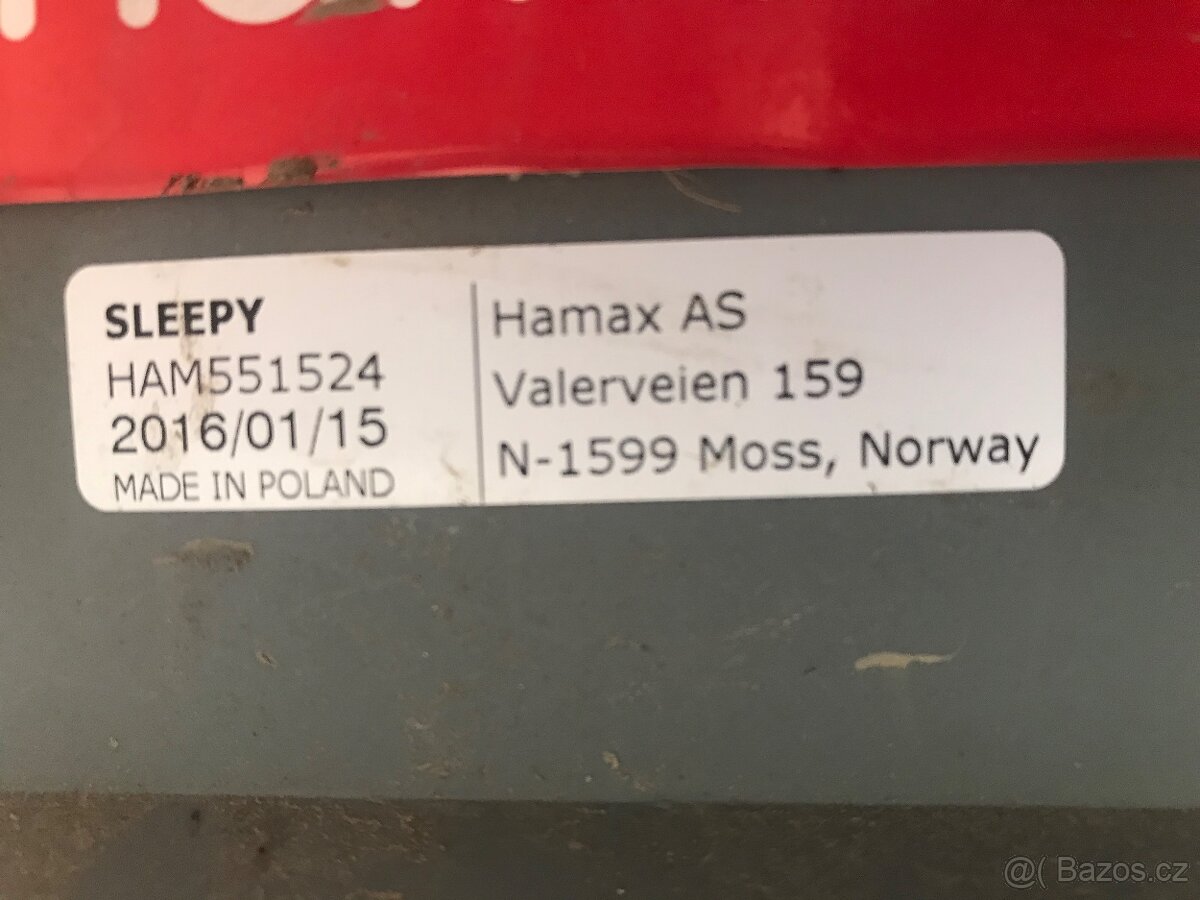 SLEEPY
HAM551524
2016/01/15
MADE IN POLAND
Hamax AS
Valerveien 159
N-1599 Moss, Norway
@( Bazos.cz